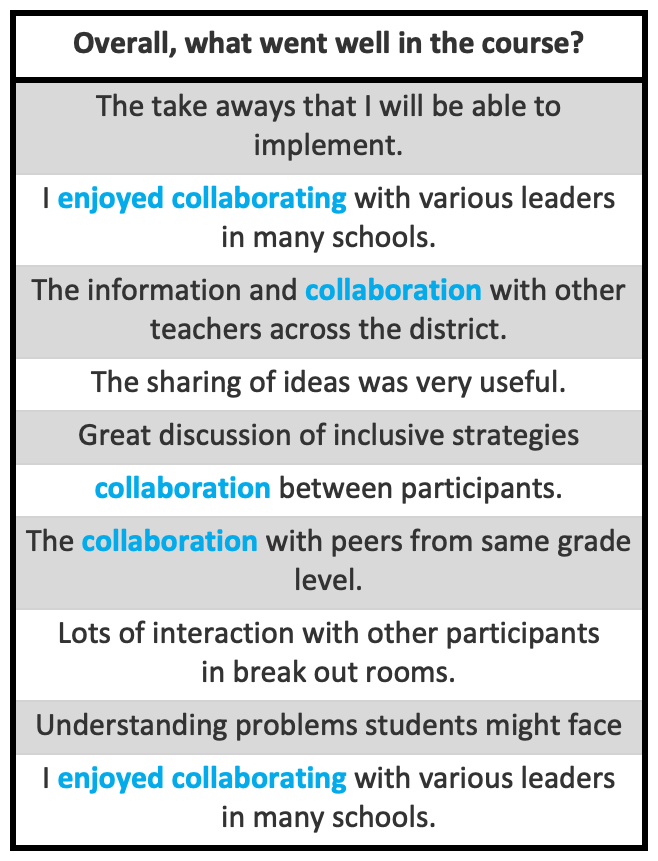 Overall, what went well in the course?
The take aways that I will be able to
implement.
I enjoyed collaborating with various leaders
in many schools.
The information and collaboration with other
teachers across the district.
The sharing of ideas was very useful.
Great discussion of inclusive strategies
collaboration between participants.
The collaboration with peers from same grade
level.
Lots of interaction with other participants
in break out rooms.
Understanding problems students might face
I enjoyed collaborating with various leaders
in many schools.